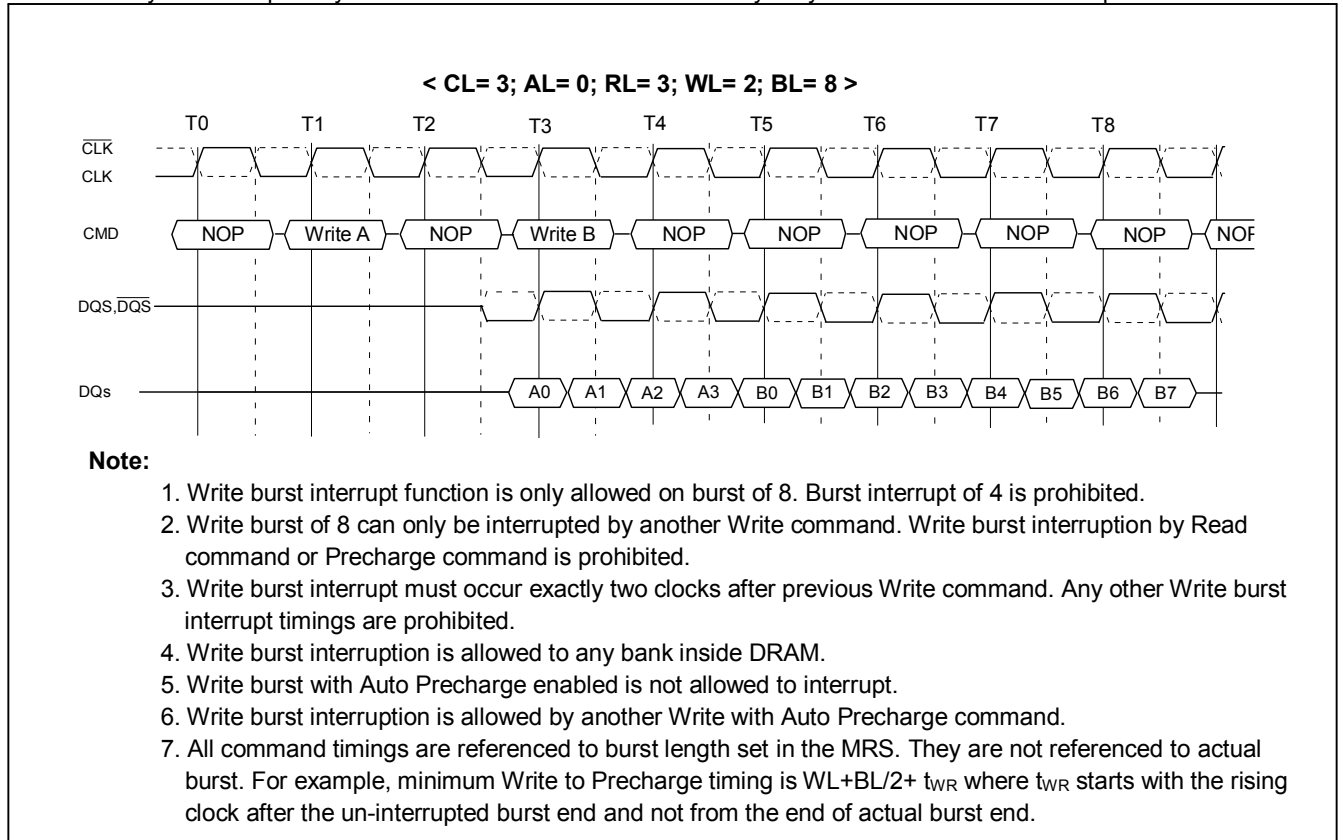 < CL= 3; AL= 0; RL= 3; WL= 2; BL= 8 >
T0 T1 T2 T3 T4 T5 T6 T7 T8
CLK
CLK
CMD NOP Write A NOP Write B NOP NOP NOP NOP NOP NOP
DQS,DQS
DQs A0 A1 A2 A3 B0 B1 B2 B3 B4 B5 B6 B7
Note:
1. Write burst interrupt function is only allowed on burst of 8. Burst interrupt of 4 is prohibited.
2. Write burst of 8 can only be interrupted by another Write command. Write burst interruption by Read
command or Precharge command is prohibited.
3. Write burst interrupt must occur exactly two clocks after previous Write command. Any other Write burst
interrupt timings are prohibited.
4. Write burst interruption is allowed to any bank inside DRAM.
5. Write burst with Auto Precharge enabled is not allowed to interrupt.
6. Write burst interruption is allowed by another Write with Auto Precharge command.
7. All command timings are referenced to burst length set in the MRS. They are not referenced to actual
burst. For example, minimum Write to Precharge timing is WL+BL/2+ tWR where tWR starts with the rising
clock after the un-interrupted burst end and not from the end of actual burst end.